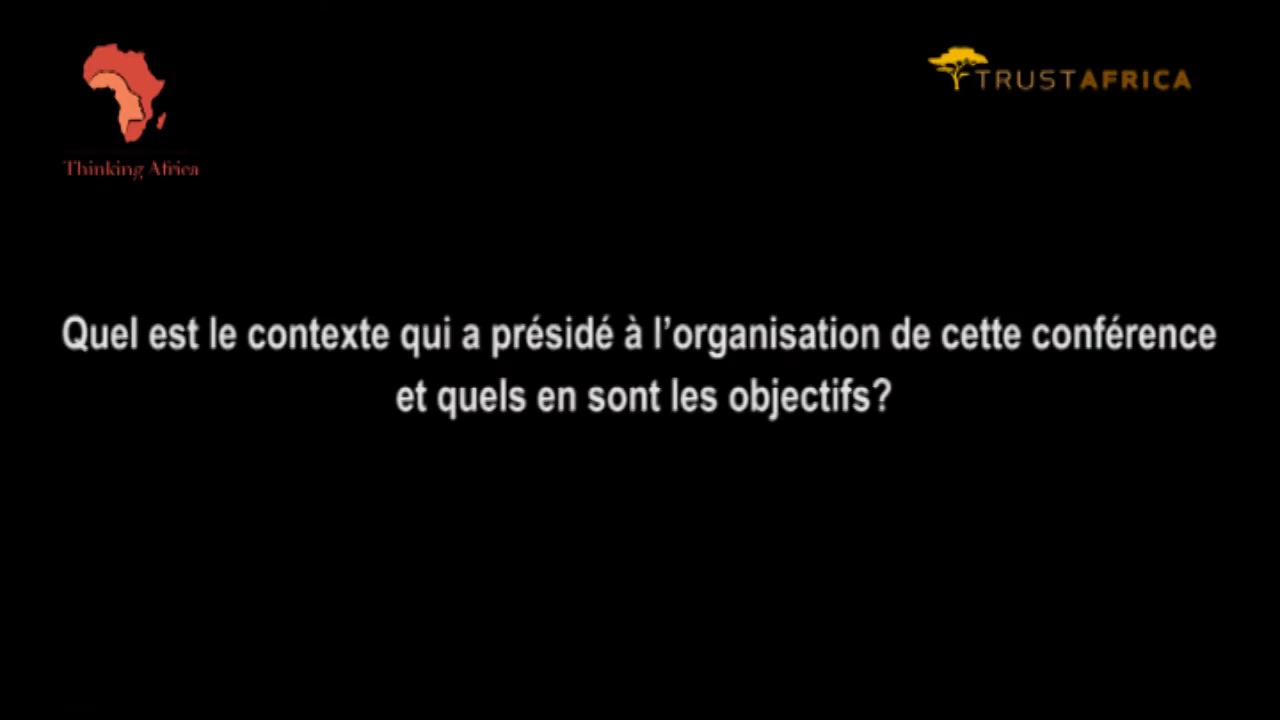 Thinking Africa
TRUSTAFRICA
Quel est le contexte qui a présidé à l’organisation de cette conférence
et quels en sont les objectifs?